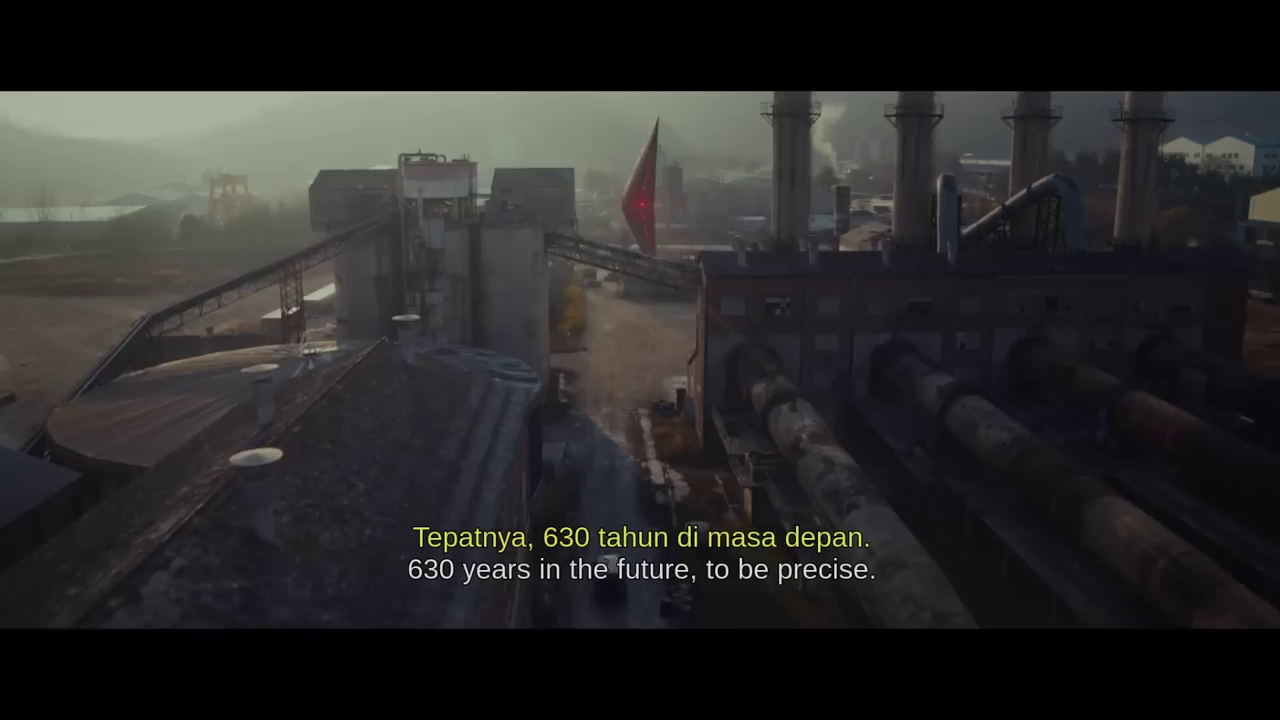 Tepatnya, 630 tahun di masa depan.
630 years in the future, to be precise.